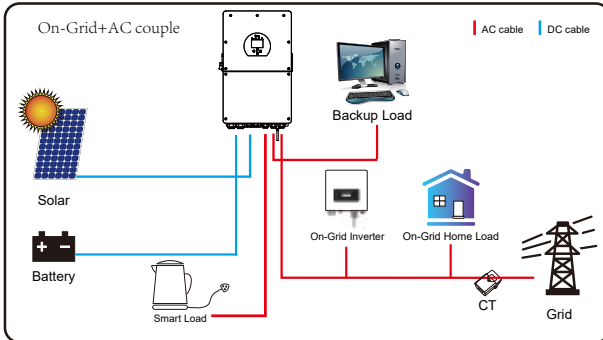 On-Grid+AC couple
AC cable
DC cable
Backup Load
Solar
On-Grid Inverter
On-Grid Home Load
Battery
Smart Load
CT
Grid